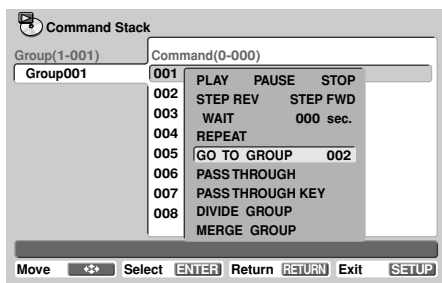 Command Stack
Group(1-001) Command(0-000)
Group001
001
002
003
004
005
006
007
008
PLAY PAUSE STOP
STEP REV STEP FWD
WAIT 000 sec.
REPEAT
GO TO GROUP 002
PASS THROUGH
PASS THROUGH KEY
DIVIDE GROUP
MERGE GROUP
Move Select ENTER Return RETURN Exit SETUP